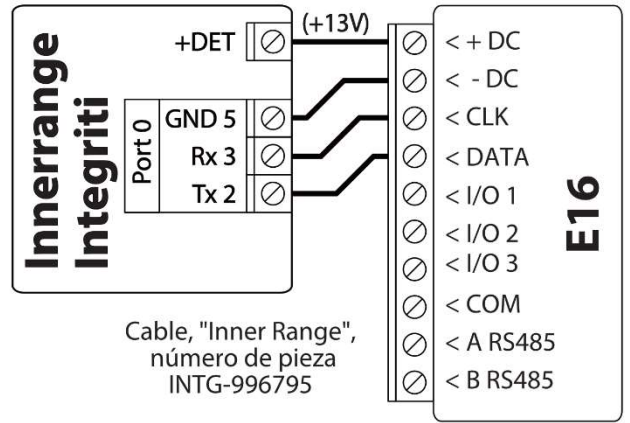 Innerrange
Integriti
+DET
(+13V)
Port 0
GND 5
Rx 3
Tx 2
< + DC
< - DC
< CLK
< DATA
< I/O 1
< I/O 2
< I/O 3
< COM
< A RS485
< B RS485
E16
Cable, "Inner Range",
número de pieza
INTG-996795